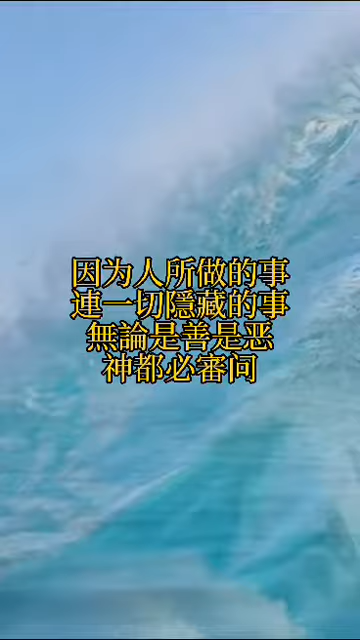 因为人所做的事
連一切隱藏的事
無論是善是恶
神都必審问